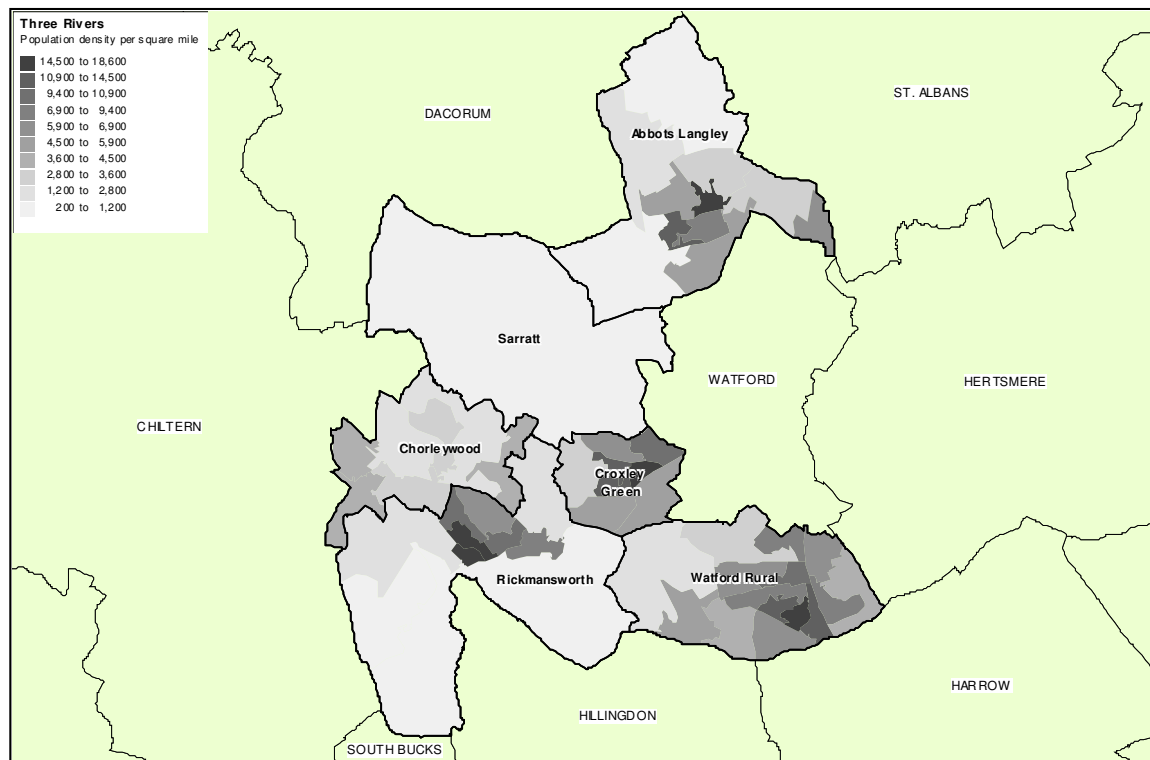 Three Rivers
Population density per square mile
14,500 to 18,600
10,900 to 14,500
9,400 to 10,900
6,900 to 9,400
5,900 to 6,900
4,500 to 5,900
3,600 to 4,500
2,800 to 3,600
1,200 to 2,800
200 to 1,200
DACORUM
ST. ALBANS
Abbots Langley
Sarratt
WATFORD
HERTSMERE
CHILTERN
Chorleywood
Croxley
Green
Rickmansworth
Watford Rural
HARROW
HILLINGDON
SOUTH BUCKS